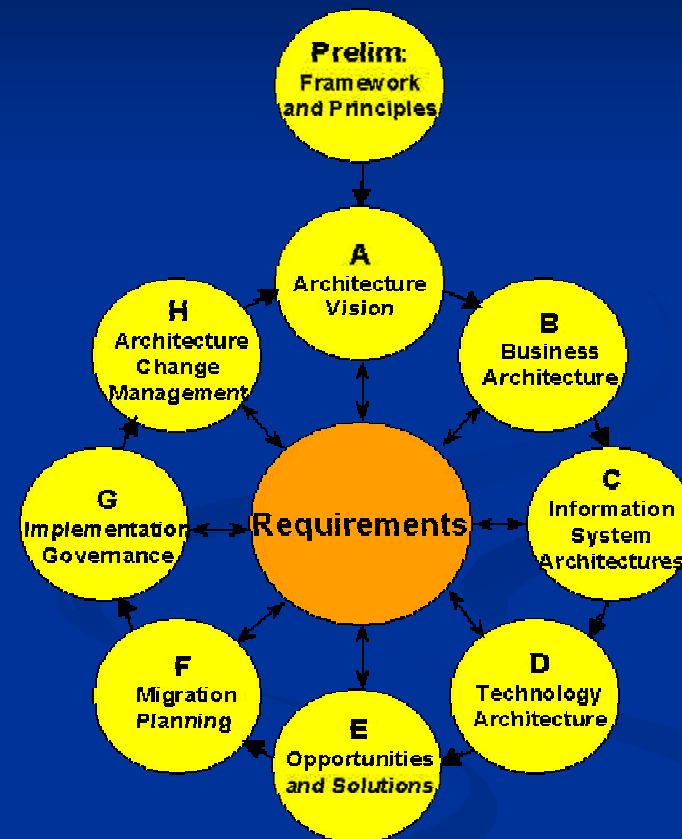 Prelim:
Framework
and Principles
A
Architecture
Vision
B
Business
Architecture
C
Information
System
Architectures
D
Technology
Architecture
E
Opportunities
and Solutions
F
Migration
Planning
G
Implementation
Governance
H
Architecture
Change
Management
Requirements